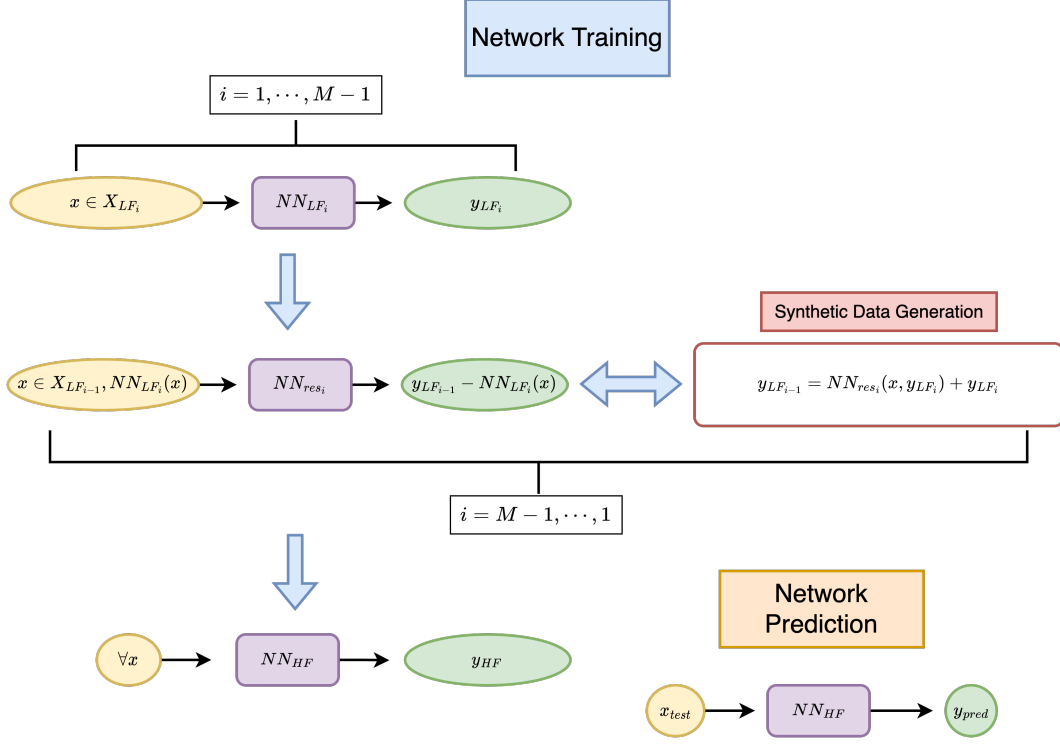 Network Training
i = 1, ⋯, M − 1
x ∈ X_{LF_i}
NN_{LF_i}
y_{LF_i}
Synthetic Data Generation
x ∈ X_{LF_{i−1}}, NN_{LF_i}(x)
NN_{res_i}
y_{LF_{i−1}} − NN_{LF_i}(x)
y_{LF_{i−1}} = NN_{res_i}(x, y_{LF_i}) + y_{LF_i}
i = M − 1, ⋯, 1
Network
Prediction
∀x
NN_{HF}
y_{HF}
x_{test}
NN_{HF}
y_{pred}